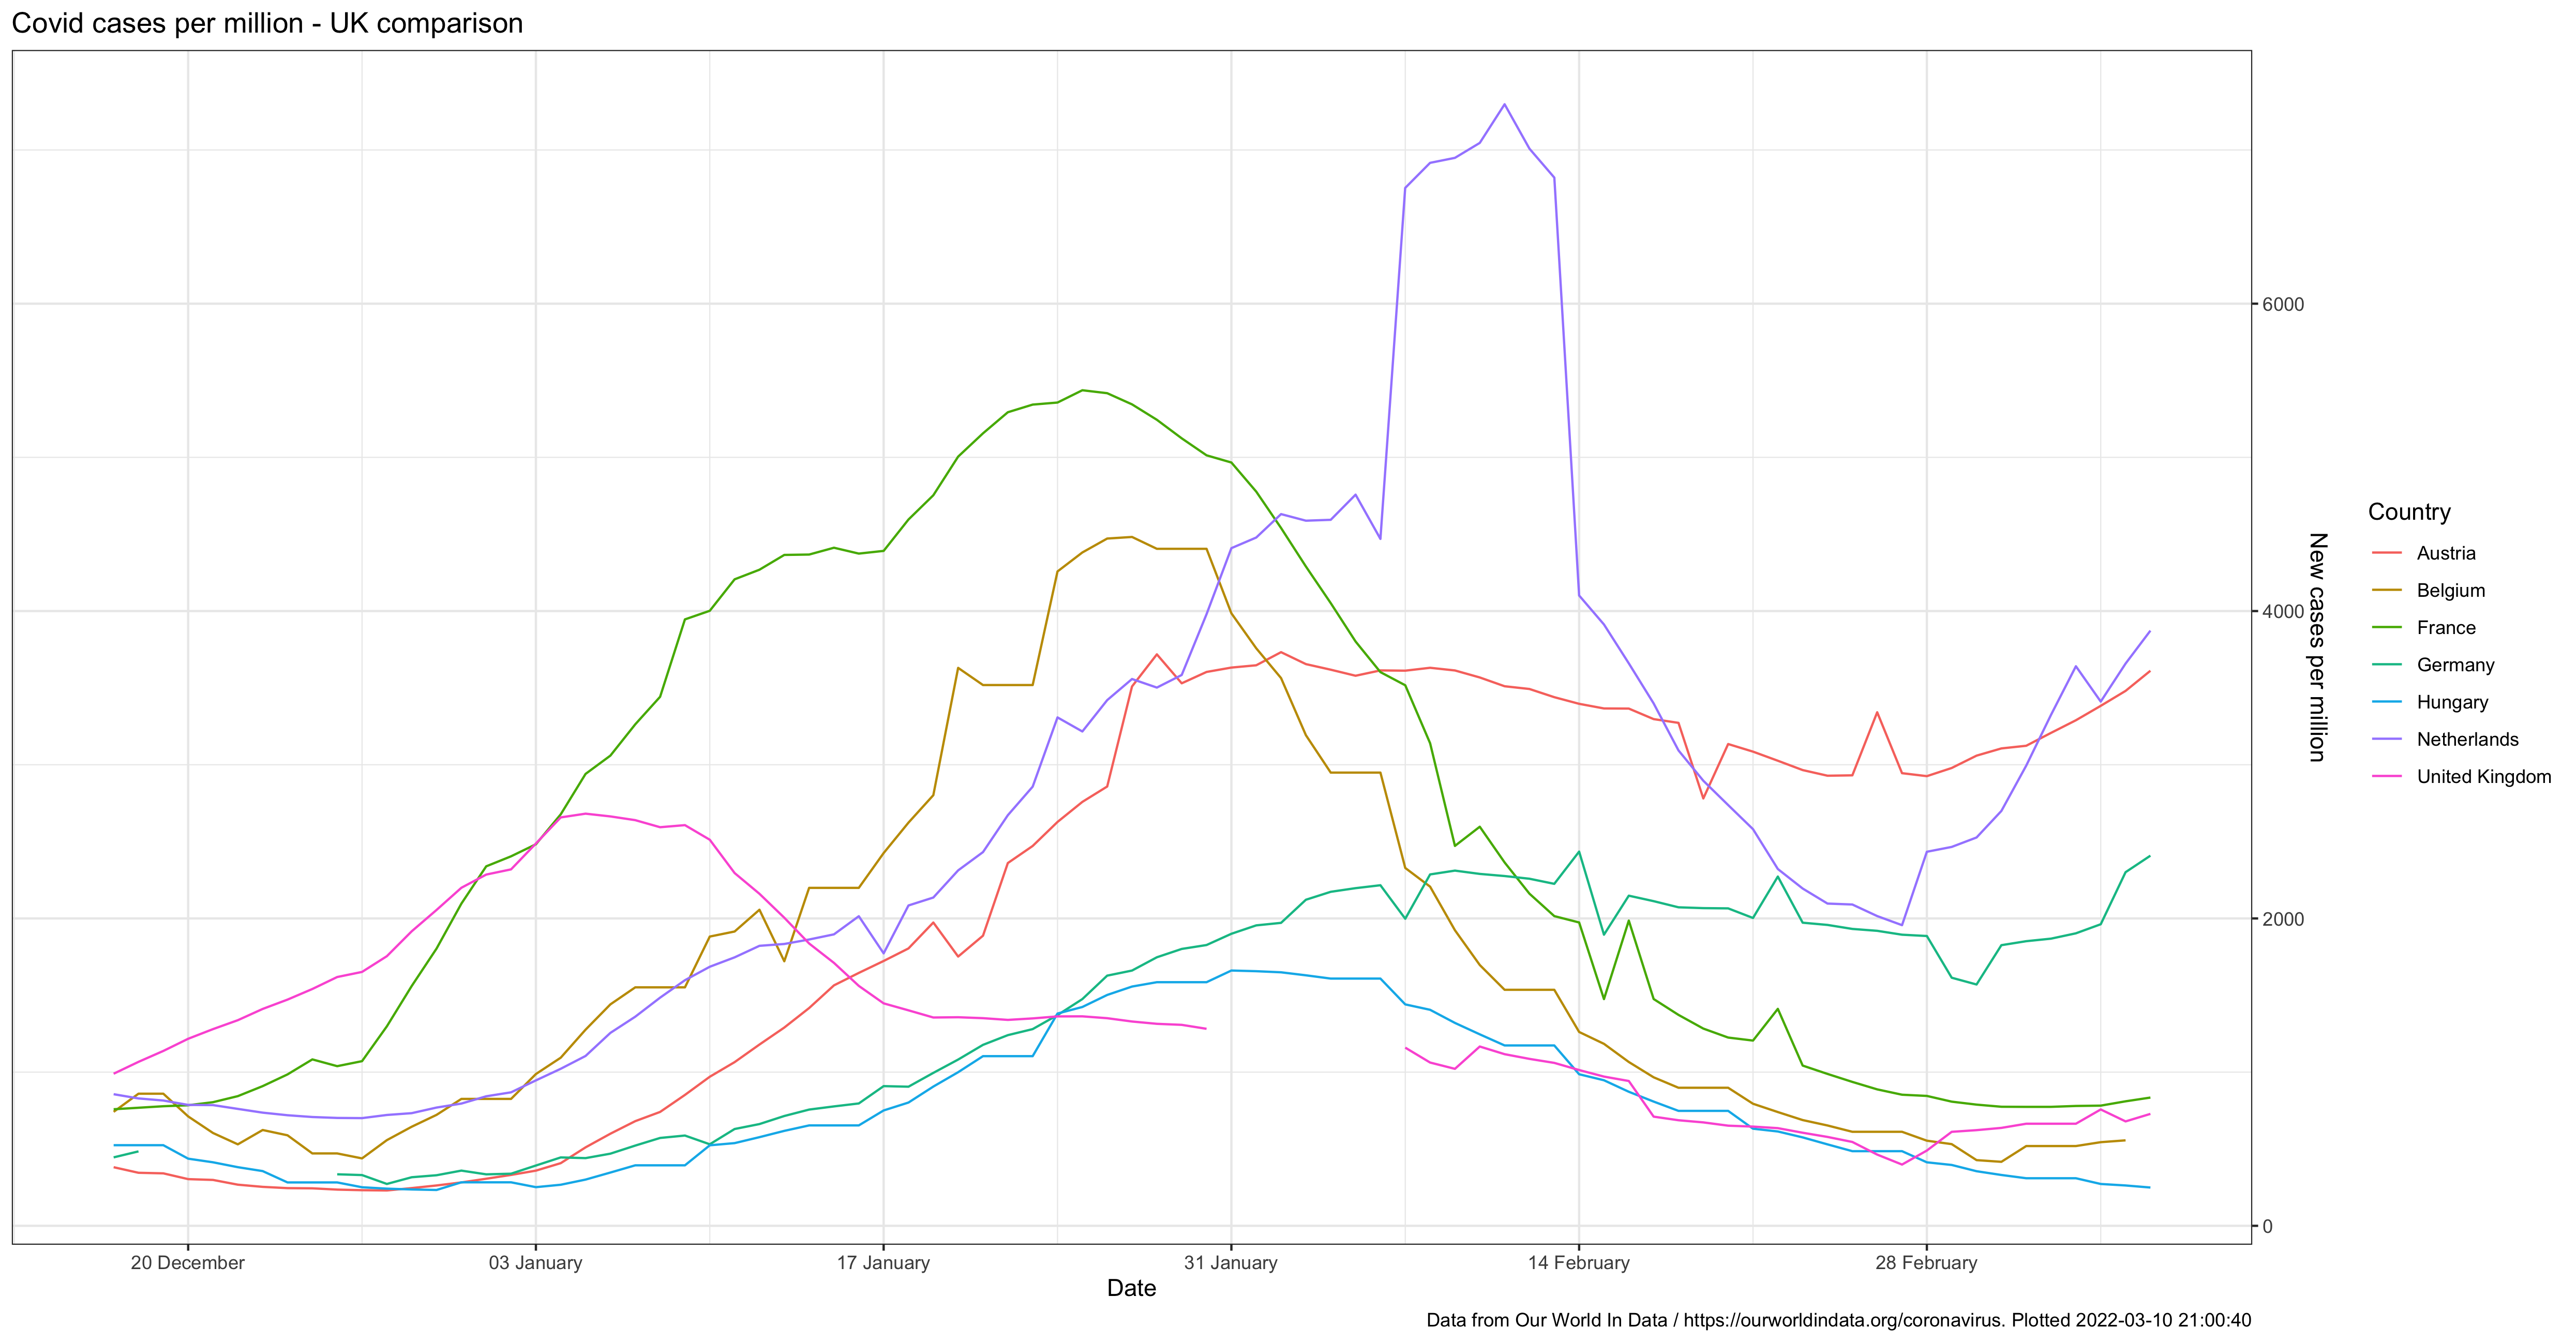 Covid cases per million - UK comparison
6000
4000
2000
0
New cases per million
20 December
03 January
17 January
31 January
14 February
28 February
Date
Country
Austria
Belgium
France
Germany
Hungary
Netherlands
United Kingdom
Data from Our World In Data / https://ourworldindata.org/coronavirus. Plotted 2022-03-10 21:00:40